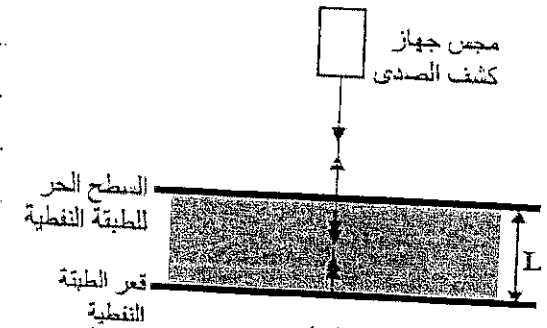 مجس جهاز
كشف الصدى
السطح الحر
للطبقة النفطية
L
قعر الطبقة
النفطية